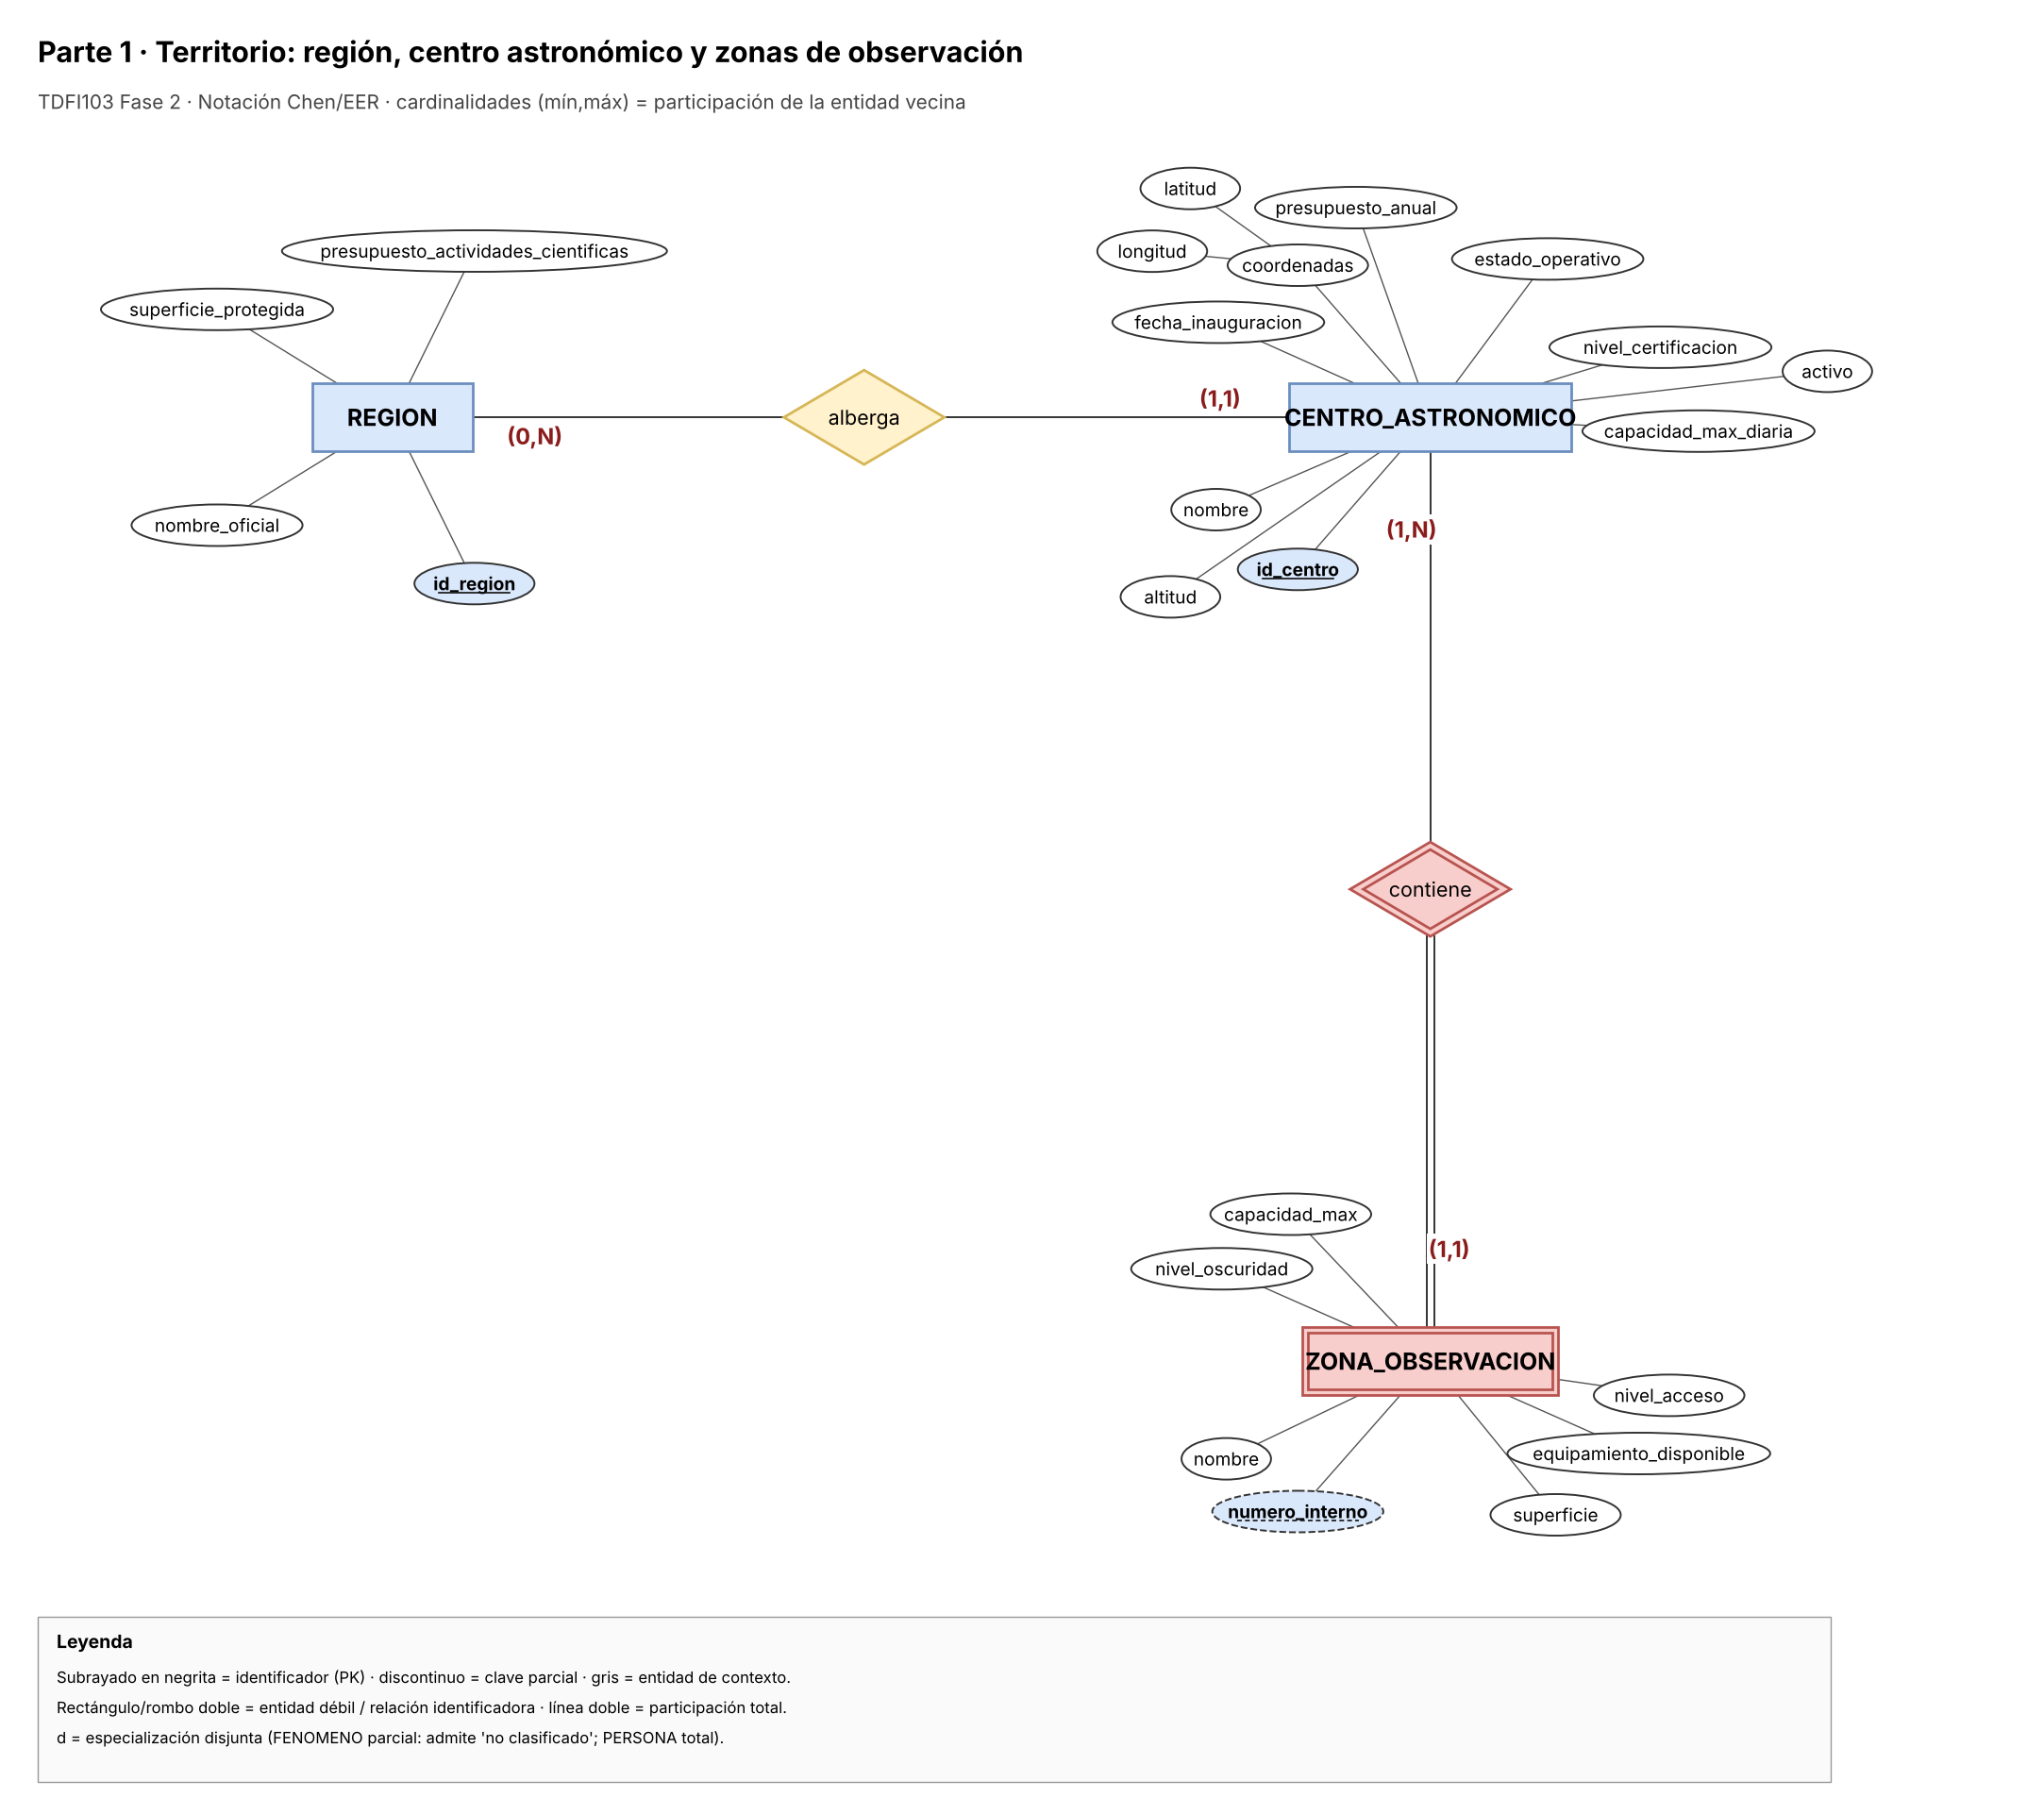 Parte 1 · Territorio: región, centro astronómico y zonas de observación
TDFI103 Fase 2 · Notación Chen/EER · cardinalidades (mín,máx) = participación de la entidad vecina
latitud
presupuesto_anual
longitud
coordenadas
estado_operativo
presupuesto_actividades_cientificas
superficie_protegida
fecha_inauguracion
nivel_certificacion
activo
REGION
(0,N)
alberga
(1,1)
CENTRO_ASTRONOMICO
capacidad_max_diaria
nombre_oficial
id_region
nombre
(1,N)
id_centro
altitud
contiene
capacidad_max
(1,1)
nivel_oscuridad
ZONA_OBSERVACION
nivel_acceso
nombre
equipamiento_disponible
numero_interno
superficie
Leyenda
Subrayado en negrita = identificador (PK) · discontinuo = clave parcial · gris = entidad de contexto.
Rectángulo/rombo doble = entidad débil / relación identificadora · línea doble = participación total.
d = especialización disjunta (FENOMENO parcial: admite 'no clasificado'; PERSONA total).